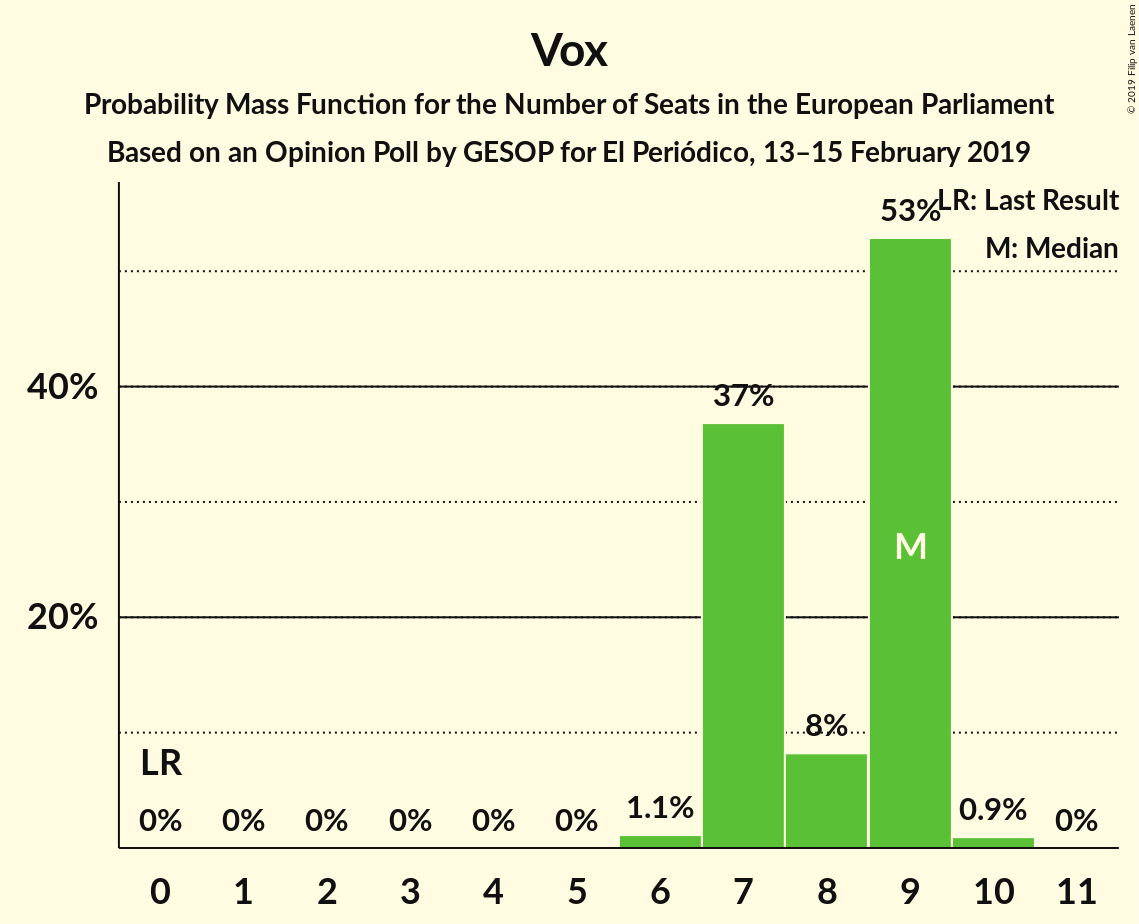 © 2019 Filip van Laenen
Vox
Probability Mass Function for the Number of Seats in the European Parliament
Based on an Opinion Poll by GESOP for El Periódico, 13–15 February 2019
LR: Last Result
M: Median
53%
40%
37%
M
20%
8%
LR
0% 0% 0% 0% 0% 0% 1.1% 0.9% 0%
0 1 2 3 4 5 6 7 8 9 10 11